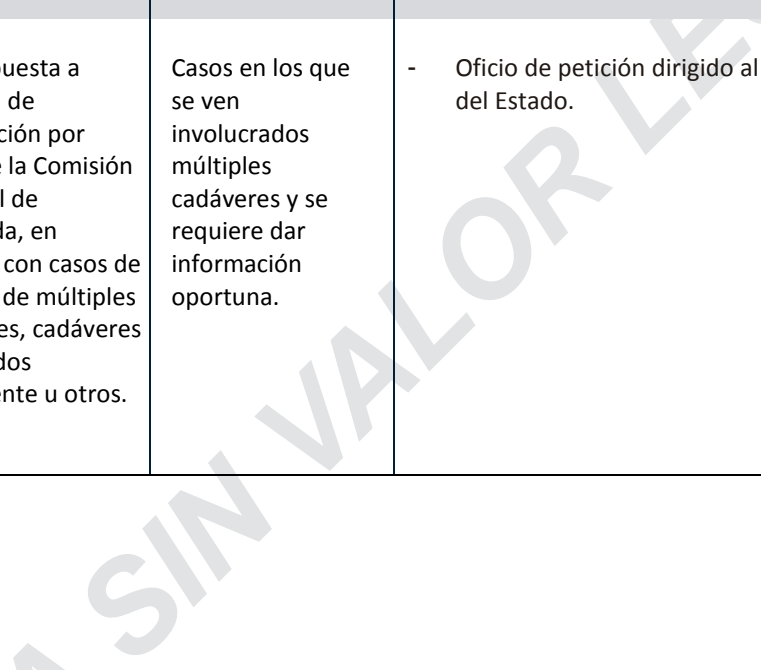 puesta a
de
ción por
la Comisión
l de
da, en
con casos de
de múltiples
es, cadáveres
dos
ente u otros.
Casos en los que
se ven
involucrados
múltiples
cadáveres y se
requiere dar
información
oportuna.
- Oficio de petición dirigido al
del Estado.
SIN VALOR LE